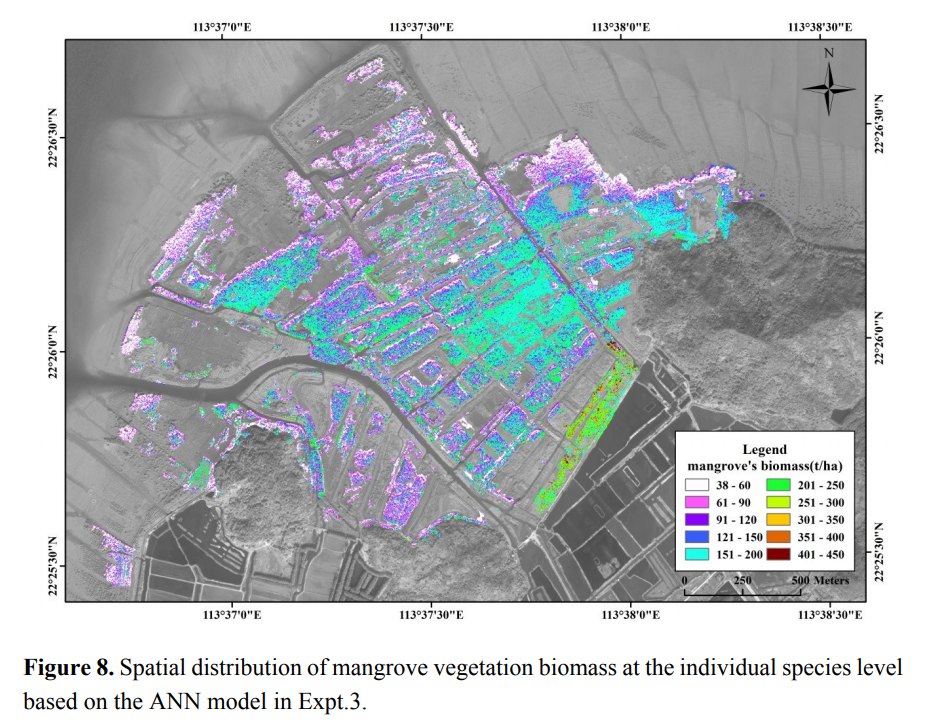 113°37'0"E 113°37'30"E 113°38'0"E 113°38'30"E
N
22°26'30"N 22°26'30"N
22°26'0"N 22°26'0"N
Legend
mangrove's biomass(t/ha)
38 - 60 201 - 250
61 - 90 251 - 300
91 - 120 301 - 350
121 - 150 351 - 400
151 - 200 401 - 450
22°25'30"N 22°25'30"N
0 250 500 Meters
113°37'0"E 113°37'30"E 113°38'0"E 113°38'30"E
Figure 8. Spatial distribution of mangrove vegetation biomass at the individual species level
based on the ANN model in Expt.3.